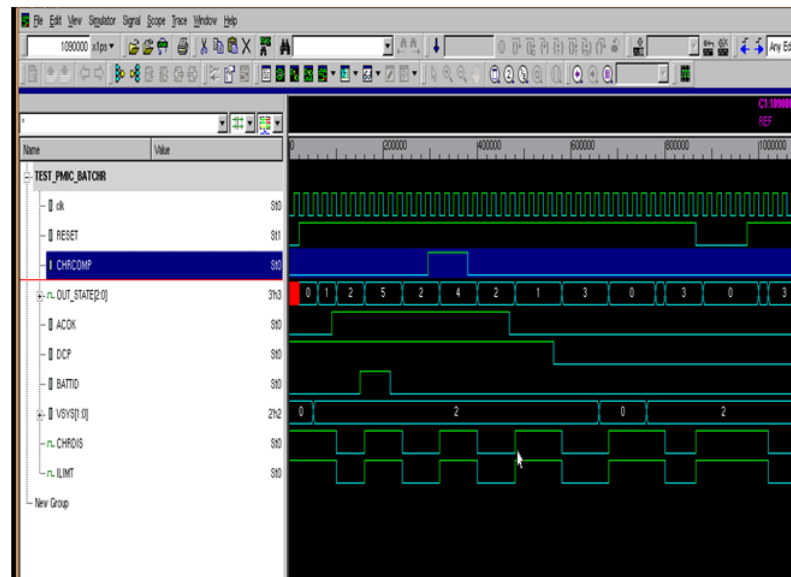 File Edit View Simulator Signal Scope Trace Window Help
1090000 x1ps Any Ed
C1:109000
REF
Name Value 0 200000 400000 600000 800000 1000000
TEST_PMIC_BATCHR
clk St0
RESET St1
CHRCOMP St0
OUT_STATE[2:0] 3'h3 0 1 2 5 2 4 2 1 3 0 3 0 3
ACOK St0
DCP St0
BATTID St0
VSYS[1:0] 2'h2 0 2 0 2
CHRDIS St0
ILIMT St0
New Group